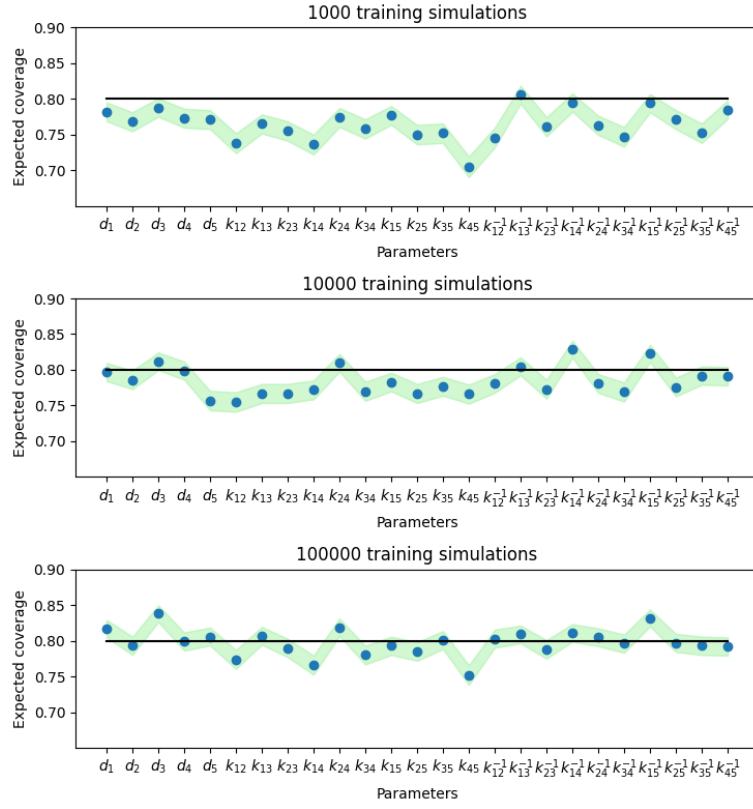 1000 training simulations
0.90
0.85
0.80
0.75
0.70
Expected coverage
d₁ d₂ d₃ d₄ d₅ k₁₂ k₁₃ k₂₃ k₁₄ k₂₄ k₃₄ k₁₅ k₂₅ k₃₅ k₄₅ k₁₂⁻¹ k₁₃⁻¹ k₂₃⁻¹ k₁₄⁻¹ k₂₄⁻¹ k₃₄⁻¹ k₁₅⁻¹ k₂₅⁻¹ k₃₅⁻¹ k₄₅⁻¹
Parameters
10000 training simulations
0.90
0.85
0.80
0.75
0.70
Expected coverage
d₁ d₂ d₃ d₄ d₅ k₁₂ k₁₃ k₂₃ k₁₄ k₂₄ k₃₄ k₁₅ k₂₅ k₃₅ k₄₅ k₁₂⁻¹ k₁₃⁻¹ k₂₃⁻¹ k₁₄⁻¹ k₂₄⁻¹ k₃₄⁻¹ k₁₅⁻¹ k₂₅⁻¹ k₃₅⁻¹ k₄₅⁻¹
Parameters
100000 training simulations
0.90
0.85
0.80
0.75
0.70
Expected coverage
d₁ d₂ d₃ d₄ d₅ k₁₂ k₁₃ k₂₃ k₁₄ k₂₄ k₃₄ k₁₅ k₂₅ k₃₅ k₄₅ k₁₂⁻¹ k₁₃⁻¹ k₂₃⁻¹ k₁₄⁻¹ k₂₄⁻¹ k₃₄⁻¹ k₁₅⁻¹ k₂₅⁻¹ k₃₅⁻¹ k₄₅⁻¹
Parameters